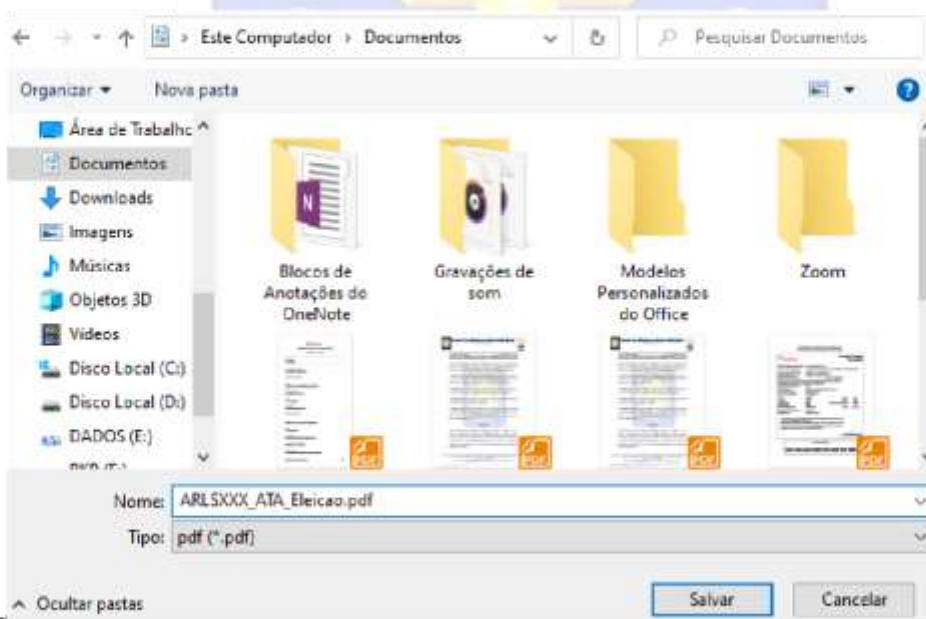 Este Computador > Documentos
Pesquisar Documentos
Organizar
Nova pasta
Área de Trabalhc
Documentos
Downloads
Imagens
Músicas
Objetos 3D
Vídeos
Disco Local (C:)
Disco Local (D:)
DADOS (E:)
Blocos de
Anotações do
OneNote
Gravações de
som
Modelos
Personalizados
do Office
Zoom
Nome: ARLSXXX_ATA_Eleicao.pdf
Tipo: pdf (*.pdf)
Ocultar pastas
Salvar
Cancelar